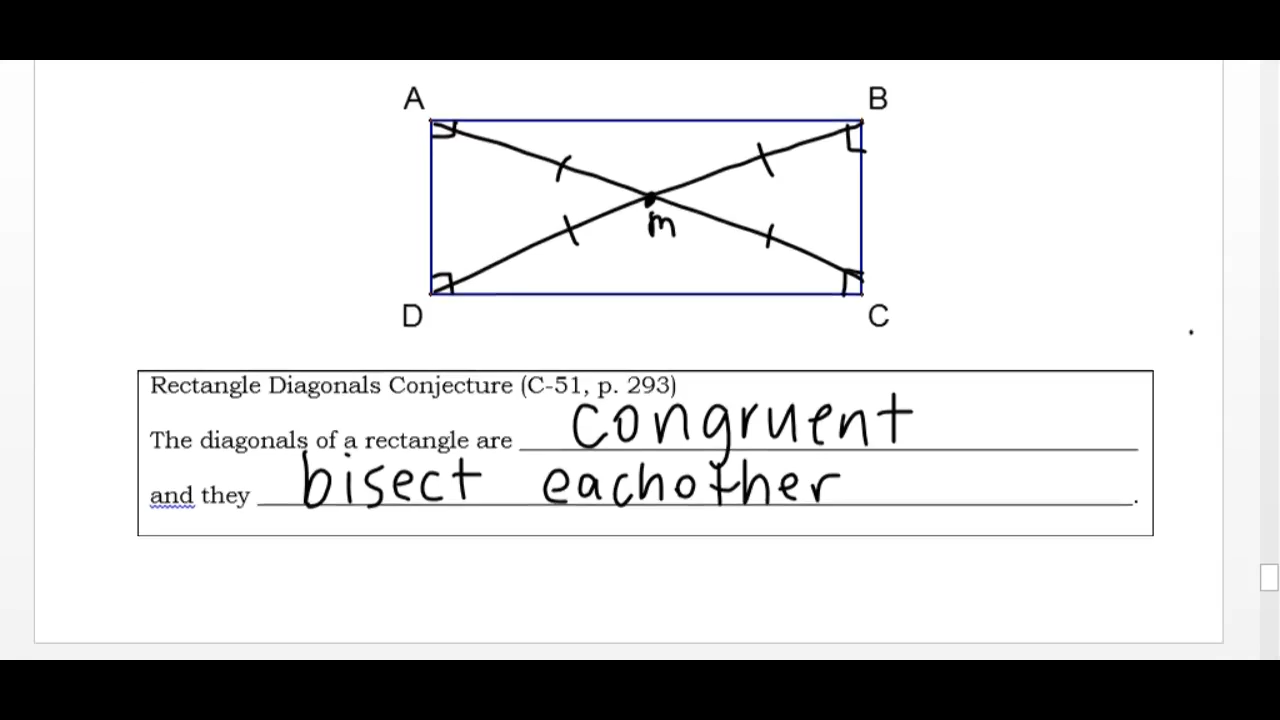 A B
m
D C
Rectangle Diagonals Conjecture (C-51, p. 293)
The diagonals of a rectangle are congruent
and they bisect eachother.